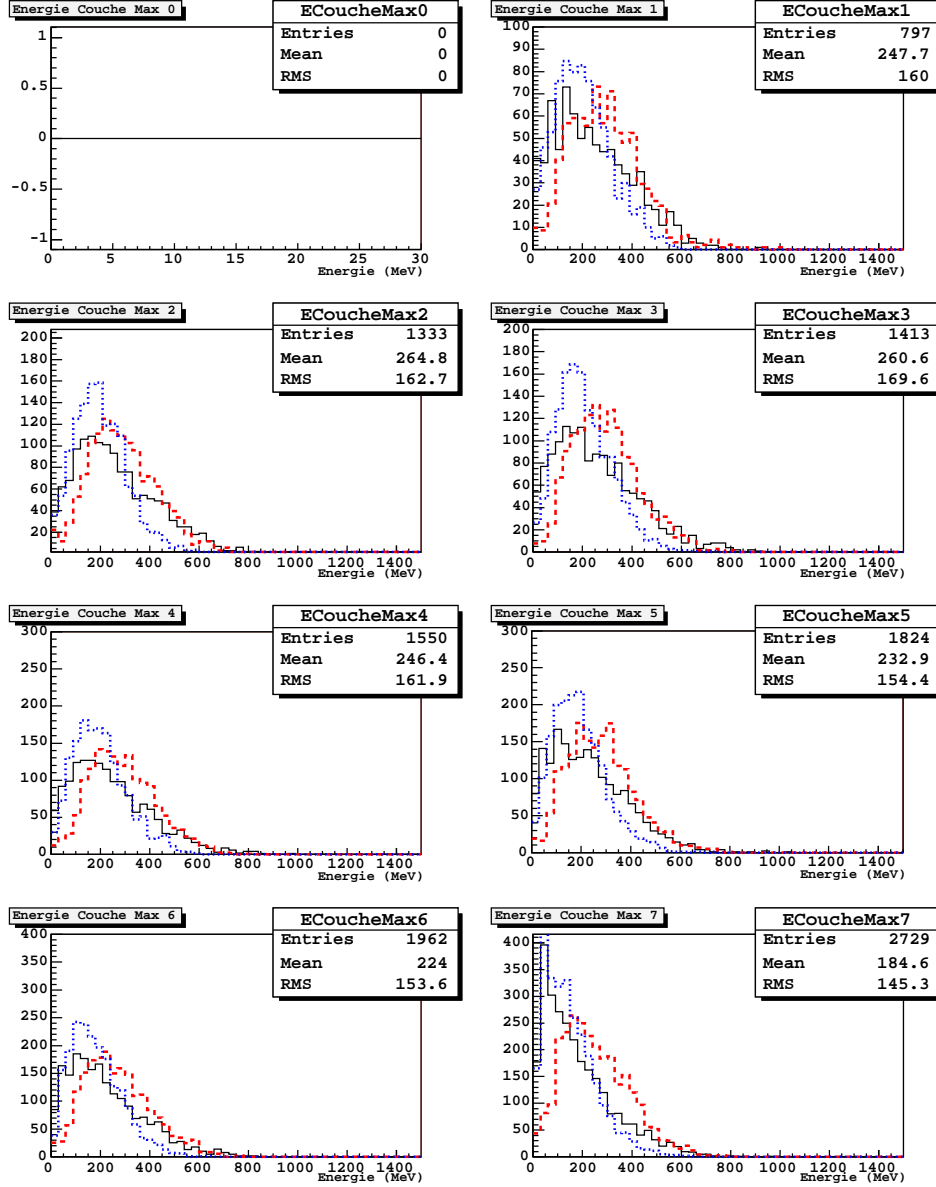 Energie Couche Max 0
ECoucheMax0
Entries 0
Mean 0
RMS 0
1
0.5
0
−0.5
−1
0 5 10 15 20 25 30
Energie (MeV)
Energie Couche Max 1
ECoucheMax1
Entries 797
Mean 247.7
RMS 160
100
90
80
70
60
50
40
30
20
10
0
0 200 400 600 800 1000 1200 1400
Energie (MeV)
Energie Couche Max 2
ECoucheMax2
Entries 1333
Mean 264.8
RMS 162.7
200
180
160
140
120
100
80
60
40
20
0 200 400 600 800 1000 1200 1400
Energie (MeV)
Energie Couche Max 3
ECoucheMax3
Entries 1413
Mean 260.6
RMS 169.6
200
180
160
140
120
100
80
60
40
20
0
0 200 400 600 800 1000 1200 1400
Energie (MeV)
Energie Couche Max 4
ECoucheMax4
Entries 1550
Mean 246.4
RMS 161.9
300
250
200
150
100
50
0
0 200 400 600 800 1000 1200 1400
Energie (MeV)
Energie Couche Max 5
ECoucheMax5
Entries 1824
Mean 232.9
RMS 154.4
300
250
200
150
100
50
0
0 200 400 600 800 1000 1200 1400
Energie (MeV)
Energie Couche Max 6
ECoucheMax6
Entries 1962
Mean 224
RMS 153.6
400
350
300
250
200
150
100
50
0
0 200 400 600 800 1000 1200 1400
Energie (MeV)
Energie Couche Max 7
ECoucheMax7
Entries 2729
Mean 184.6
RMS 145.3
400
350
300
250
200
150
100
50
0
0 200 400 600 800 1000 1200 1400
Energie (MeV)